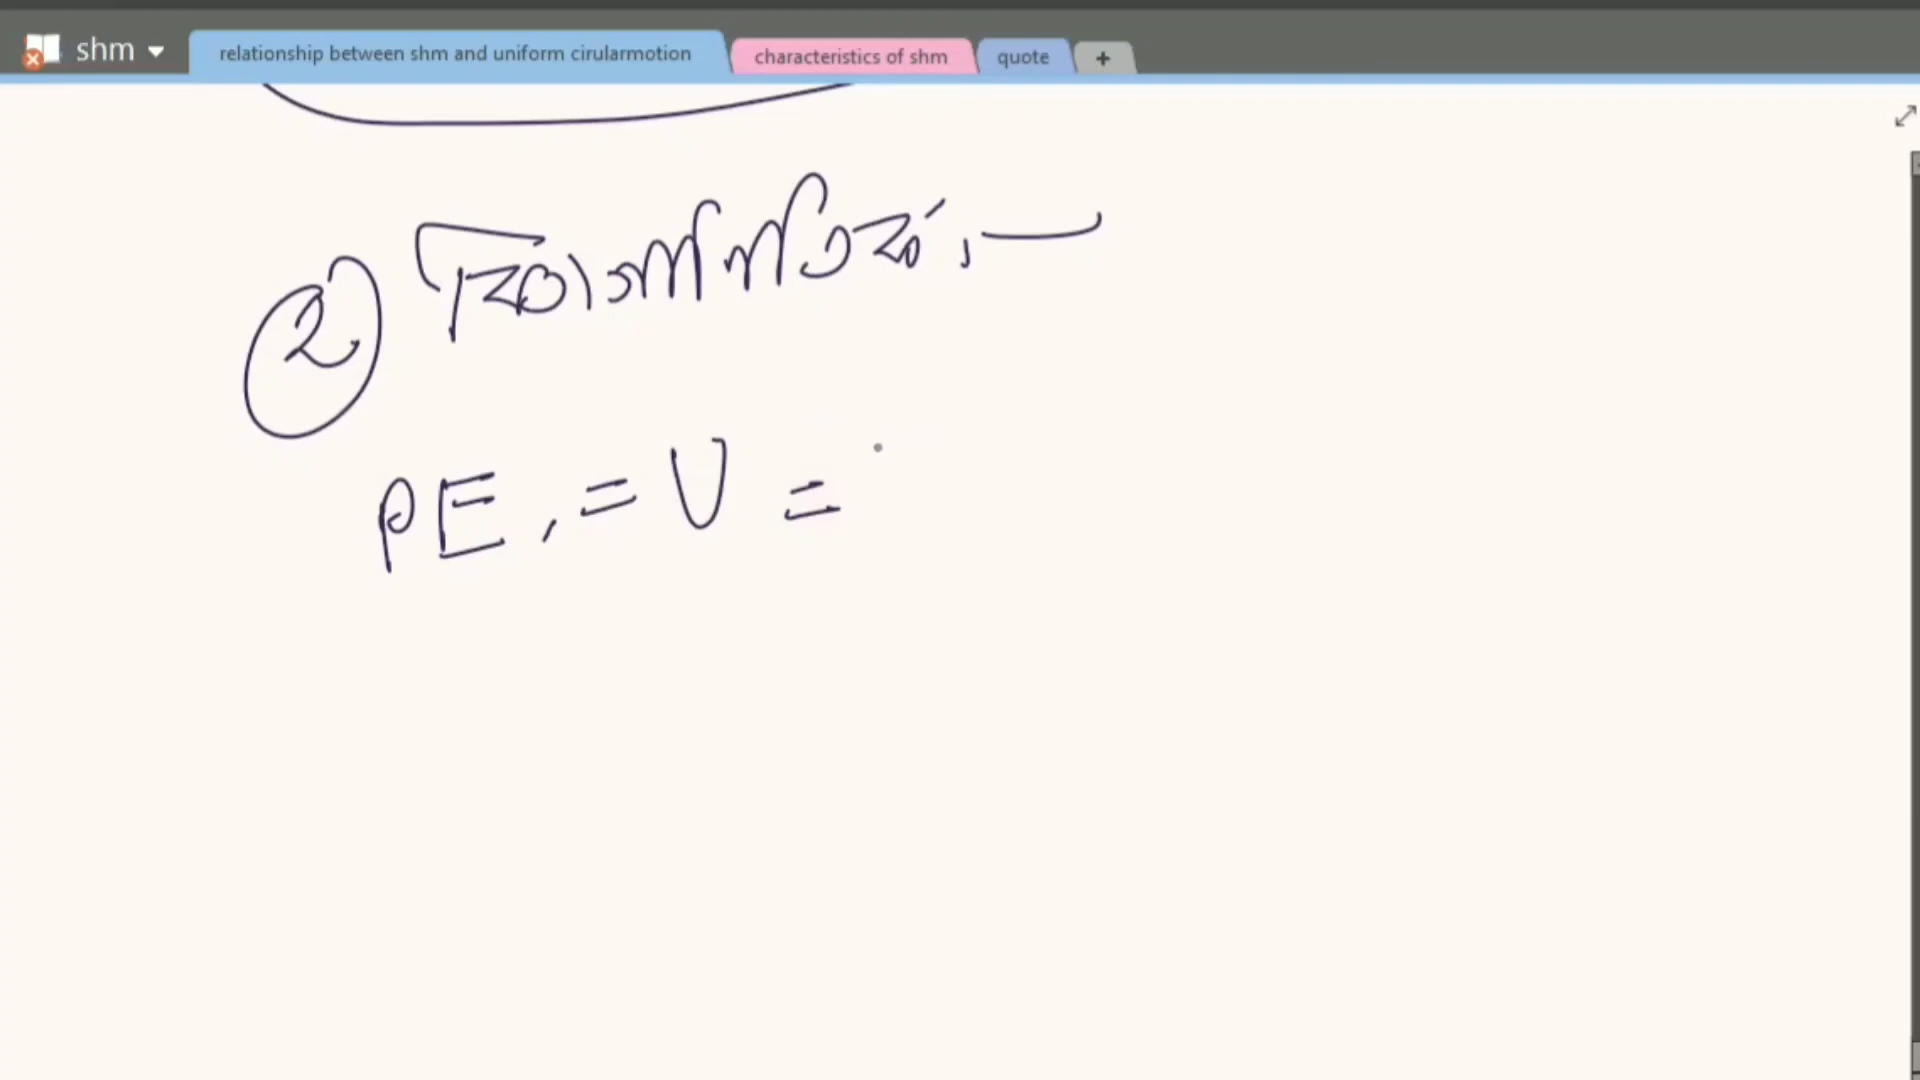 shm
relationship between shm and uniform cirularmotion
characteristics of shm
quote
+
2 স্থিতিশক্তি
PE, = U =